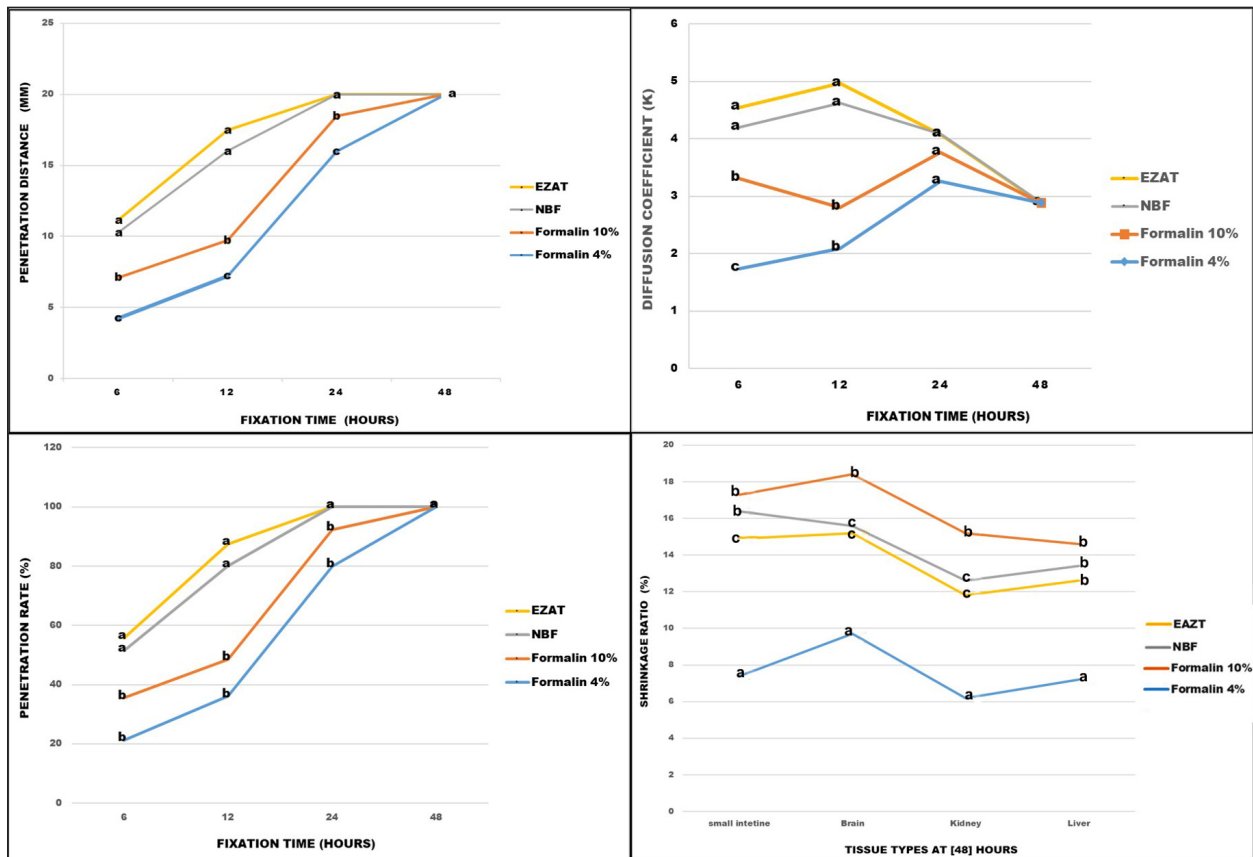 PENETRATION DISTANCE (MM)
25
20
15
10
5
0
a
a
b
c
a
a
b
c
a
b
c
a
6
12
24
48
FIXATION TIME (HOURS)
EZAT
NBF
Formalin 10%
Formalin 4%
DIFFUSION COEFFICIENT (K)
6
5
4
3
2
1
0
a
a
b
c
a
a
b
b
a
a
a
a
6
12
24
48
FIXATION TIME (HOURS)
EZAT
NBF
Formalin 10%
Formalin 4%
PENETRATION RATE (%)
120
100
80
60
40
20
0
a
a
b
b
a
a
b
b
a
b
b
a
6
12
24
48
FIXATION TIME (HOURS)
EZAT
NBF
Formalin 10%
Formalin 4%
SHRINKAGE RATIO (%)
20
18
16
14
12
10
8
6
4
2
0
b
b
c
a
b
c
c
a
b
c
c
a
b
b
b
a
small intetine
Brain
Kidney
Liver
TISSUE TYPES AT [48] HOURS
EAZT
NBF
Formalin 10%
Formalin 4%